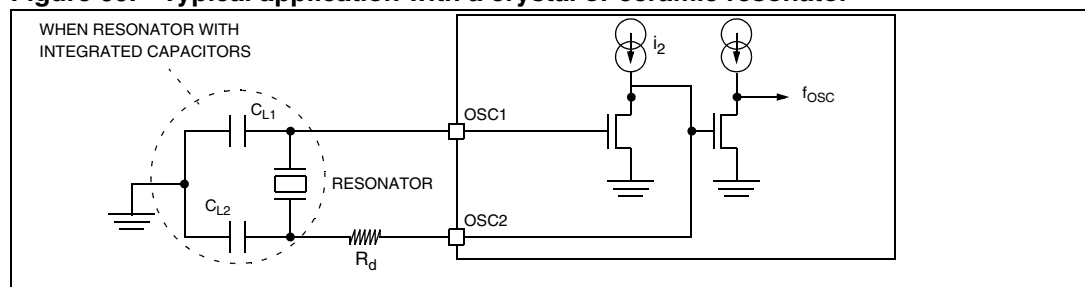 Figure 65. Typical application with a crystal or ceramic resonator
WHEN RESONATOR WITH
INTEGRATED CAPACITORS
CL1
OSC1
i2
fOSC
RESONATOR
CL2
OSC2
Rd